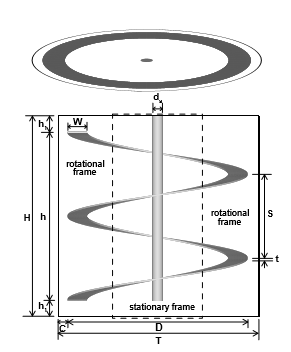 d
h
W
rotational
frame
S
H
h
rotational
frame
t
h
stationary frame
C
D
T